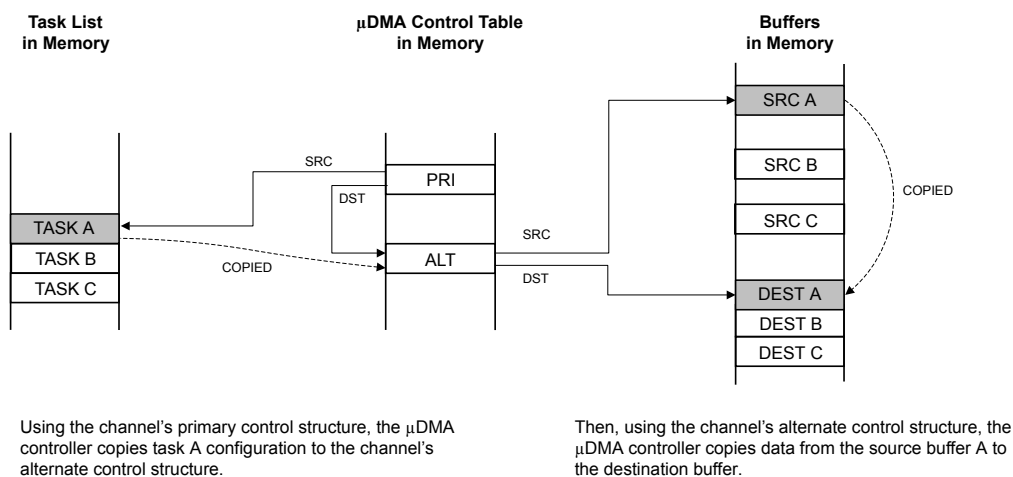 Task List
in Memory
μDMA Control Table
in Memory
Buffers
in Memory
SRC A
SRC
PRI
SRC B
DST
COPIED
TASK A
SRC C
SRC
TASK B
COPIED
ALT
DST
TASK C
DEST A
DEST B
DEST C
Using the channel's primary control structure, the μDMA
controller copies task A configuration to the channel's
alternate control structure.
Then, using the channel's alternate control structure, the
μDMA controller copies data from the source buffer A to
the destination buffer.